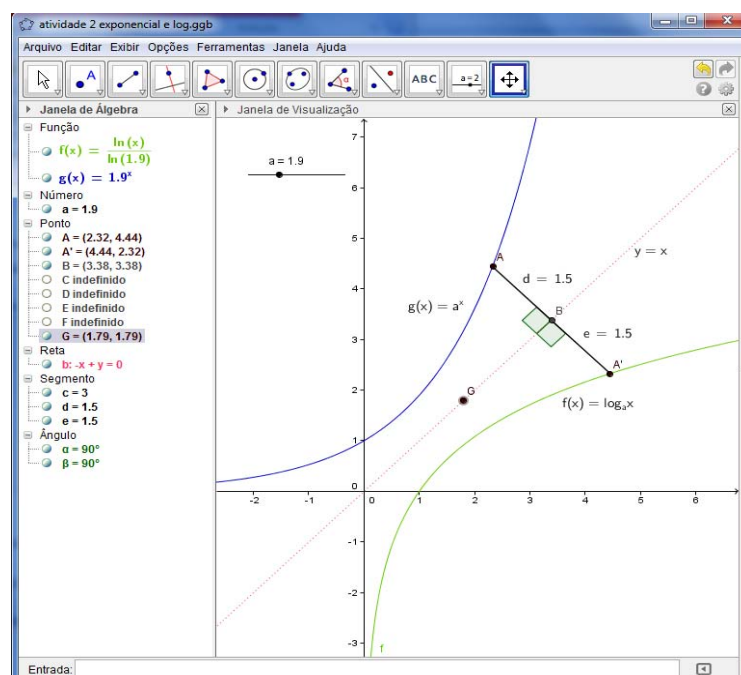 atividade 2 exponencial e log.ggb
Arquivo Editar Exibir Opções Ferramentas Janela Ajuda
A
α
ABC
a=2
Janela de Álgebra
Função
f(x) = ln(x) / ln(1.9)
g(x) = 1.9^x
Número
a = 1.9
Ponto
A = (2.32, 4.44)
A' = (4.44, 2.32)
B = (3.38, 3.38)
C indefinido
D indefinido
E indefinido
F indefinido
G = (1.79, 1.79)
Reta
b: -x + y = 0
Segmento
c = 3
d = 1.5
e = 1.5
Ângulo
α = 90°
β = 90°
Janela de Visualização
a = 1.9
7
6
5
4
3
2
1
0
-1
-2
-3
-2 -1 0 1 2 3 4 5 6
y = x
A
d = 1.5
g(x) = a^x
B
e = 1.5
A'
G
f(x) = logₐx
f
Entrada: